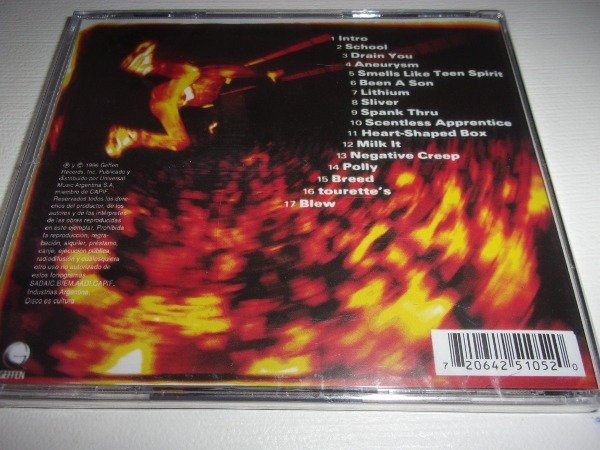 1 Intro
2 School
3 Drain You
4 Aneurysm
5 Smells Like Teen Spirit
6 Been A Son
7 Lithium
8 Sliver
9 Spank Thru
10 Scentless Apprentice
11 Heart-Shaped Box
12 Milk It
13 Negative Creep
14 Polly
15 Breed
16 tourette's
17 Blew
℗ y © 1996 Geffen
Records, Inc. Publicado y
distribuido por Universal
Music Argentina S.A.
miembro de CAPIF.
Reservados todos los dere-
chos del productor, de los
autores y de los intérpretes
de las obras reproducidas
en este ejemplar. Prohibida
la reproducción, regra-
bación, alquiler, préstamo,
canje, ejecución pública,
radiodifusión y cualesquiera
otro uso no autorizado de
estos fonogramas.
SADAIC.BIEM.AADI.CAPIF.
Industrias Argentina.
Disco es cultura
GEFFEN
7 20642 51052 0